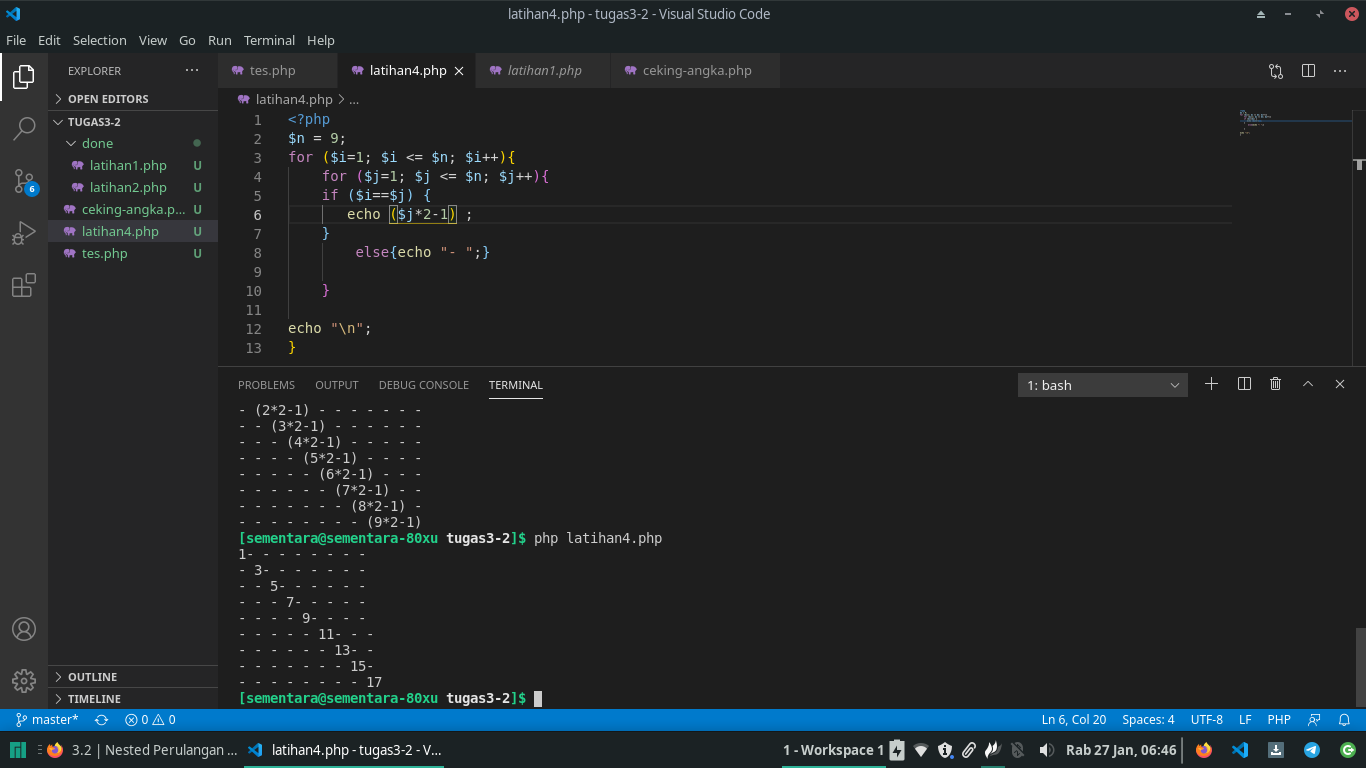 latihan4.php - tugas3-2 - Visual Studio Code
File Edit Selection View Go Run Terminal Help
EXPLORER ···
OPEN EDITORS
TUGAS3-2
done
latihan1.php U
latihan2.php U
6
ceking-angka.p... U
latihan4.php U
tes.php U
OUTLINE
TIMELINE
tes.php latihan4.php latihan1.php ceking-angka.php ···
latihan4.php > ...
1 <?php
2 $n = 9;
3 for ($i=1; $i <= $n; $i++){
4 for ($j=1; $j <= $n; $j++){
5 if ($i==$j) {
6 echo ($j*2-1) ;
7 }
8 else{echo "- ";}
9
10 }
11
12 echo "\n";
13 }
PROBLEMS OUTPUT DEBUG CONSOLE TERMINAL 1: bash
- (2*2-1) - - - - - - -
- - (3*2-1) - - - - - -
- - - (4*2-1) - - - - -
- - - - (5*2-1) - - - -
- - - - - (6*2-1) - - -
- - - - - - (7*2-1) - -
- - - - - - - (8*2-1) -
- - - - - - - - (9*2-1)
[sementara@sementara-80xu tugas3-2]$ php latihan4.php
1- - - - - - - -
- 3- - - - - - -
- - 5- - - - - -
- - - 7- - - - -
- - - - 9- - - -
- - - - - 11- - -
- - - - - - 13- -
- - - - - - - 15-
- - - - - - - - 17
[sementara@sementara-80xu tugas3-2]$
master* 0 0 Ln 6, Col 20 Spaces: 4 UTF-8 LF PHP
3.2 | Nested Perulangan ... latihan4.php - tugas3-2 - V... 1 - Workspace 1 Rab 27 Jan, 06:46